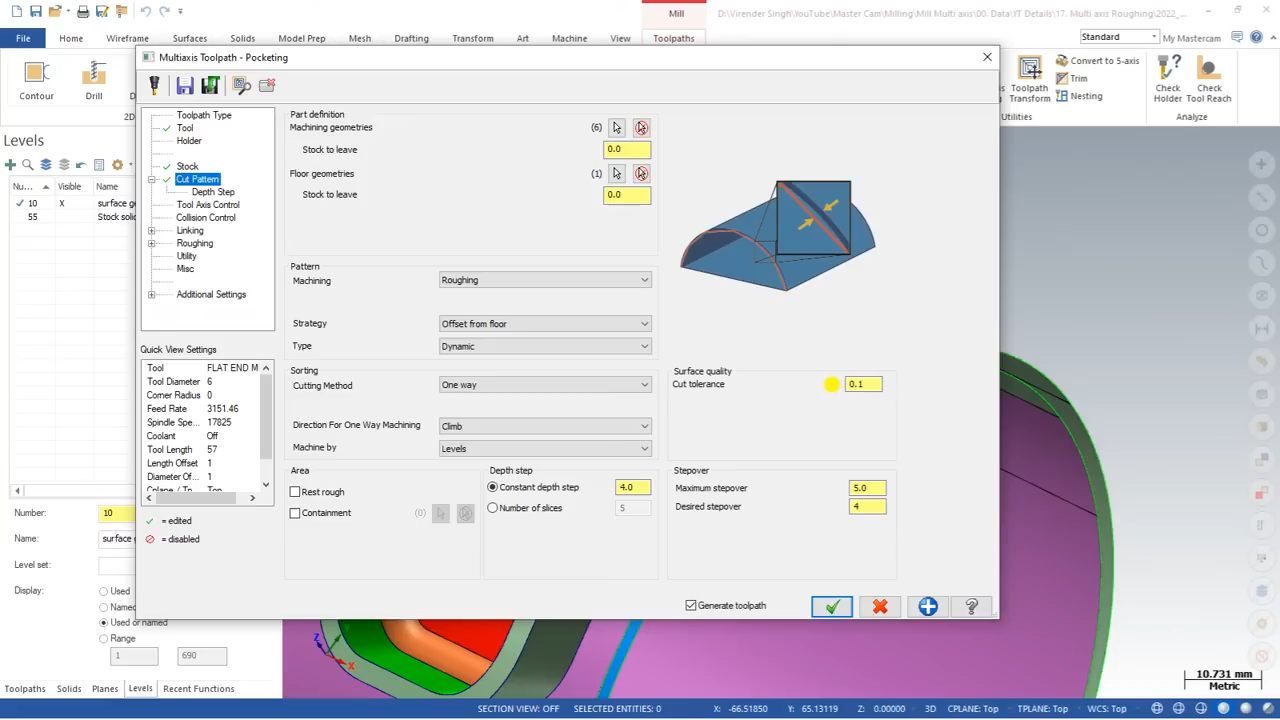 Mill
D:\Virender Singh\YouTube\Master Cam\Milling\Mill Multi axis\00. Data\YT Details\17. Multi axis Roughing\2022_...
File Home Wireframe Surfaces Solids Model Prep Mesh Drafting Transform Art Machine View Toolpaths
Standard My Mastercam
Contour Drill
2D
Toolpath Transform
Convert to 5-axis
Trim
Nesting
Utilities
Check Holder
Check Tool Reach
Analyze
Multiaxis Toolpath - Pocketing
Levels
Nu... Visible Name
10 X surface g
55 Stock solid
Number: 10
Name: surface g
Level set:
Display:
Used
Named
Used or named
Range
1 690
Toolpaths Solids Planes Levels Recent Functions
Toolpath Type
Tool
Holder
Stock
Cut Pattern
Depth Step
Tool Axis Control
Collision Control
Linking
Roughing
Utility
Misc
Additional Settings
Quick View Settings
Tool FLAT END M
Tool Diameter 6
Corner Radius 0
Feed Rate 3151.46
Spindle Spe... 17825
Coolant Off
Tool Length 57
Length Offset 1
Diameter Of... 1
Cplane / Tp... Top
= edited
= disabled
Part definition
Machining geometries (6)
Stock to leave 0.0
Floor geometries (1)
Stock to leave 0.0
Pattern
Machining Roughing
Strategy Offset from floor
Type Dynamic
Sorting
Cutting Method One way
Direction For One Way Machining Climb
Machine by Levels
Surface quality
Cut tolerance 0.1
Area
Rest rough
Containment (0)
Depth step
Constant depth step 4.0
Number of slices 5
Stepover
Maximum stepover 5.0
Desired stepover 4
Generate toolpath
Z
X
10.731 mm
Metric
SECTION VIEW: OFF SELECTED ENTITIES: 0 X: -66.51850 Y: 65.13119 Z: 0.00000 3D CPLANE: Top TPLANE: Top WCS: Top